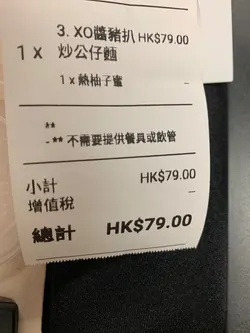 3. XO醬豬扒 HK$79.00
1 x 炒公仔麵
1 x 熱柚子蜜 –
**
- ** 不需要提供餐具或飲管
小計 HK$79.00
增值稅 –
總計 HK$79.00